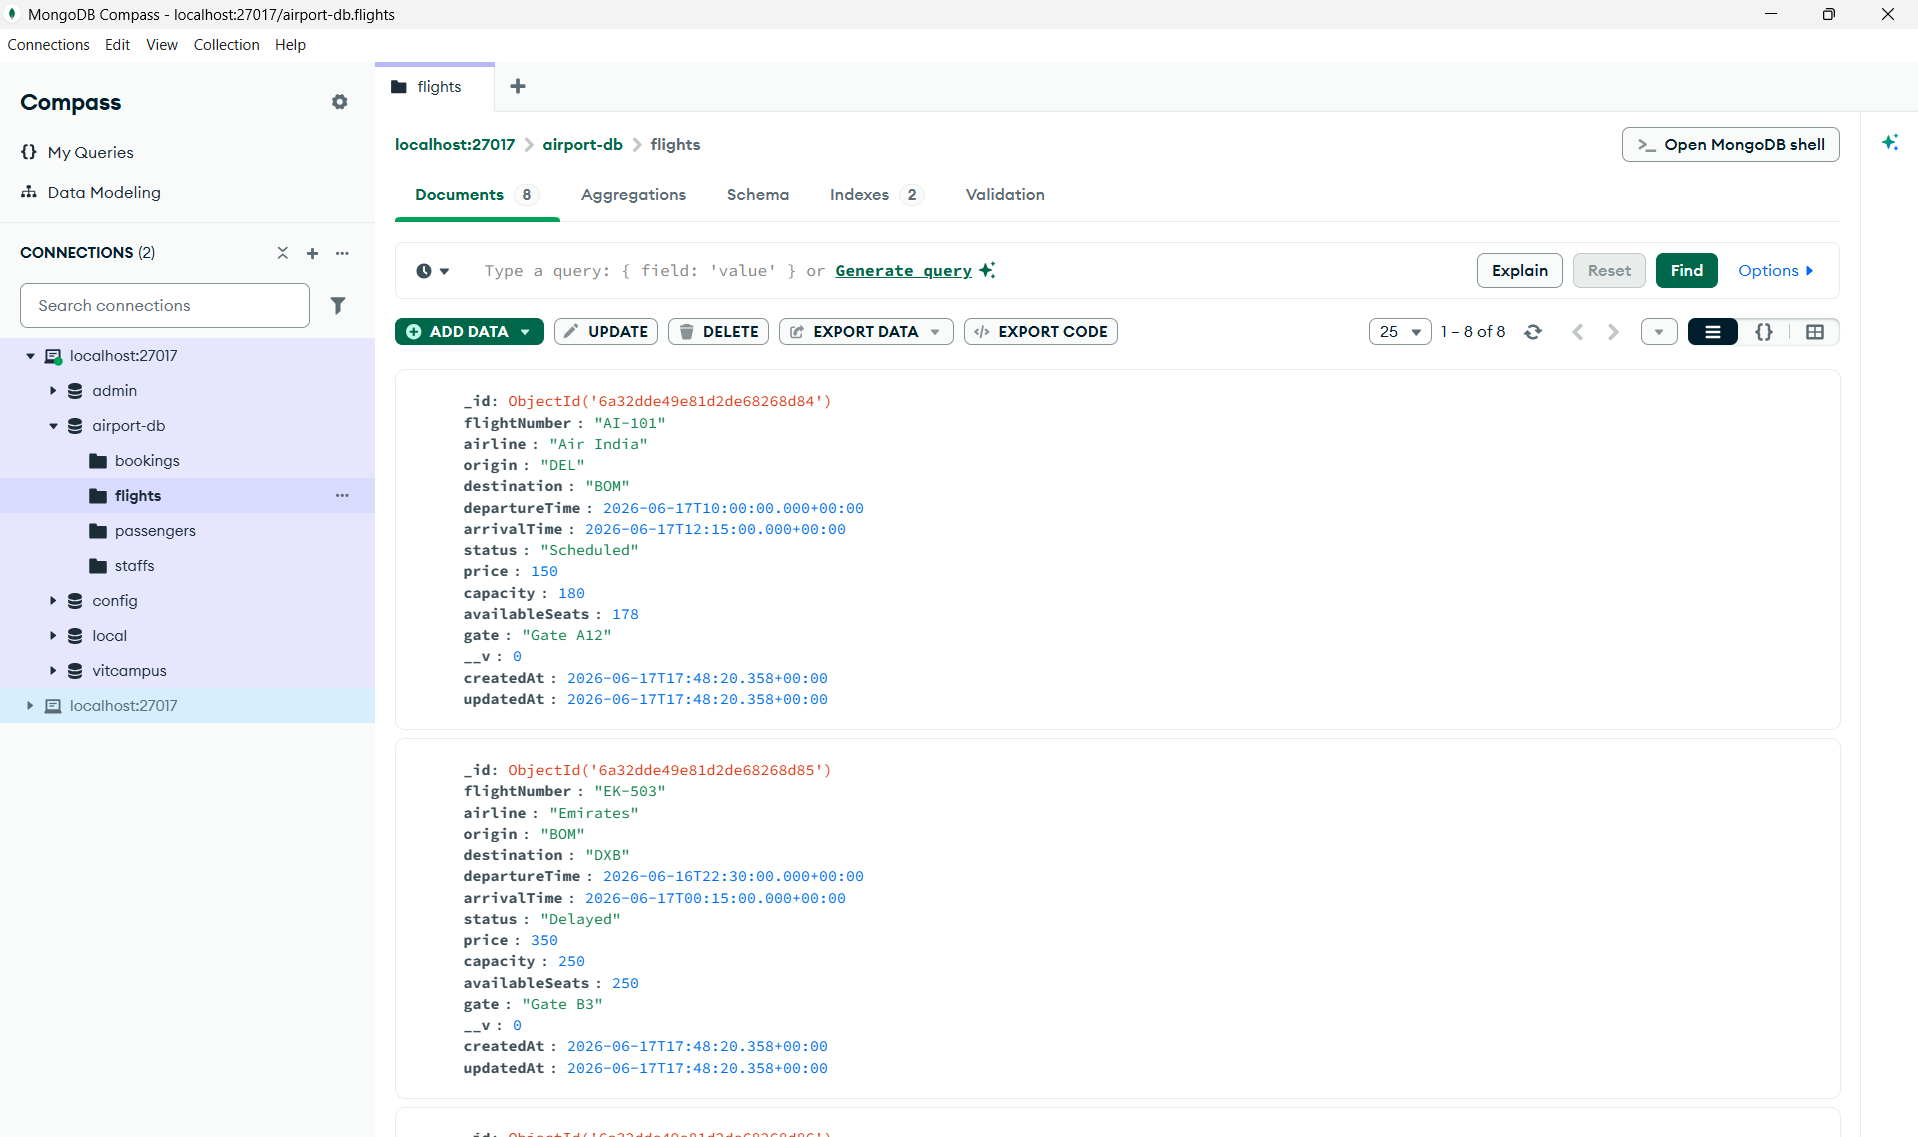 MongoDB Compass - localhost:27017/airport-db.flights
Connections Edit View Collection Help
Compass
My Queries
Data Modeling
CONNECTIONS (2)
Search connections
localhost:27017
admin
airport-db
bookings
flights
passengers
staffs
config
local
vitcampus
localhost:27017
flights
localhost:27017 > airport-db > flights
>_ Open MongoDB shell
Documents 8 Aggregations Schema Indexes 2 Validation
Type a query: { field: 'value' } or Generate query
Explain Reset Find Options
ADD DATA UPDATE DELETE EXPORT DATA EXPORT CODE
25 1 – 8 of 8
_id: ObjectId('6a32dde49e81d2de68268d84')
flightNumber : "AI-101"
airline : "Air India"
origin : "DEL"
destination : "BOM"
departureTime : 2026-06-17T10:00:00.000+00:00
arrivalTime : 2026-06-17T12:15:00.000+00:00
status : "Scheduled"
price : 150
capacity : 180
availableSeats : 178
gate : "Gate A12"
__v : 0
createdAt : 2026-06-17T17:48:20.358+00:00
updatedAt : 2026-06-17T17:48:20.358+00:00
_id: ObjectId('6a32dde49e81d2de68268d85')
flightNumber : "EK-503"
airline : "Emirates"
origin : "BOM"
destination : "DXB"
departureTime : 2026-06-16T22:30:00.000+00:00
arrivalTime : 2026-06-17T00:15:00.000+00:00
status : "Delayed"
price : 350
capacity : 250
availableSeats : 250
gate : "Gate B3"
__v : 0
createdAt : 2026-06-17T17:48:20.358+00:00
updatedAt : 2026-06-17T17:48:20.358+00:00